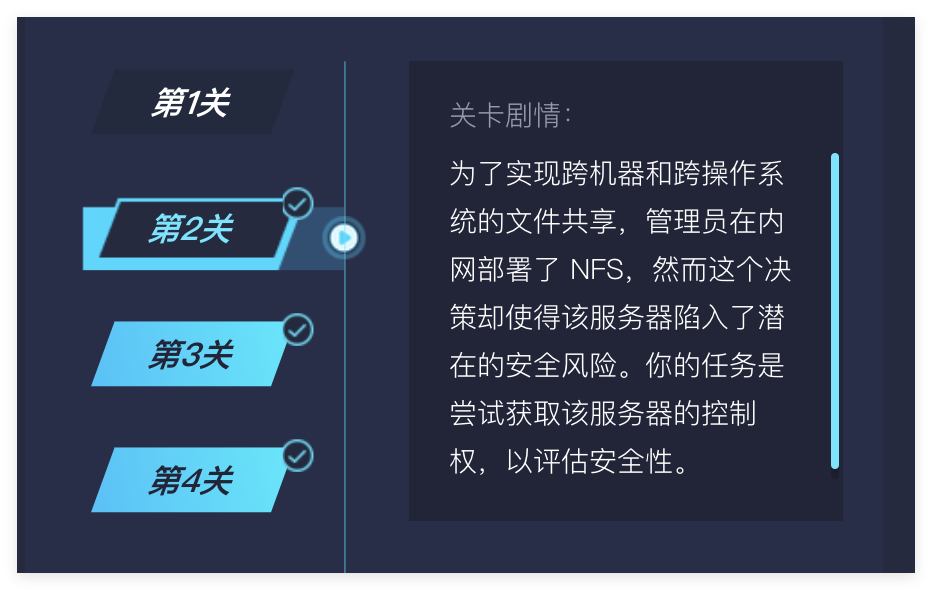 第1关
第2关
第3关
第4关
关卡剧情：
为了实现跨机器和跨操作系
统的文件共享，管理员在内
网部署了 NFS，然而这个决
策却使得该服务器陷入了潜
在的安全风险。你的任务是
尝试获取该服务器的控制
权，以评估安全性。